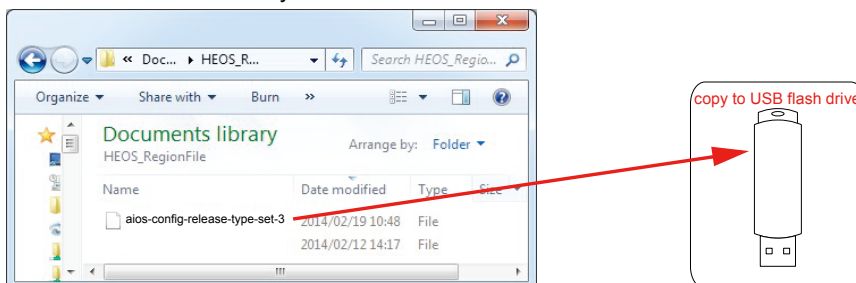 « Doc... ▸ HEOS_R... Search HEOS_Regio...
Organize Share with Burn »
Documents library
HEOS_RegionFile
Arrange by: Folder
Name Date modified Type Size
aios-config-release-type-set-3 2014/02/19 10:48 File
2014/02/12 14:17 File
copy to USB flash drive